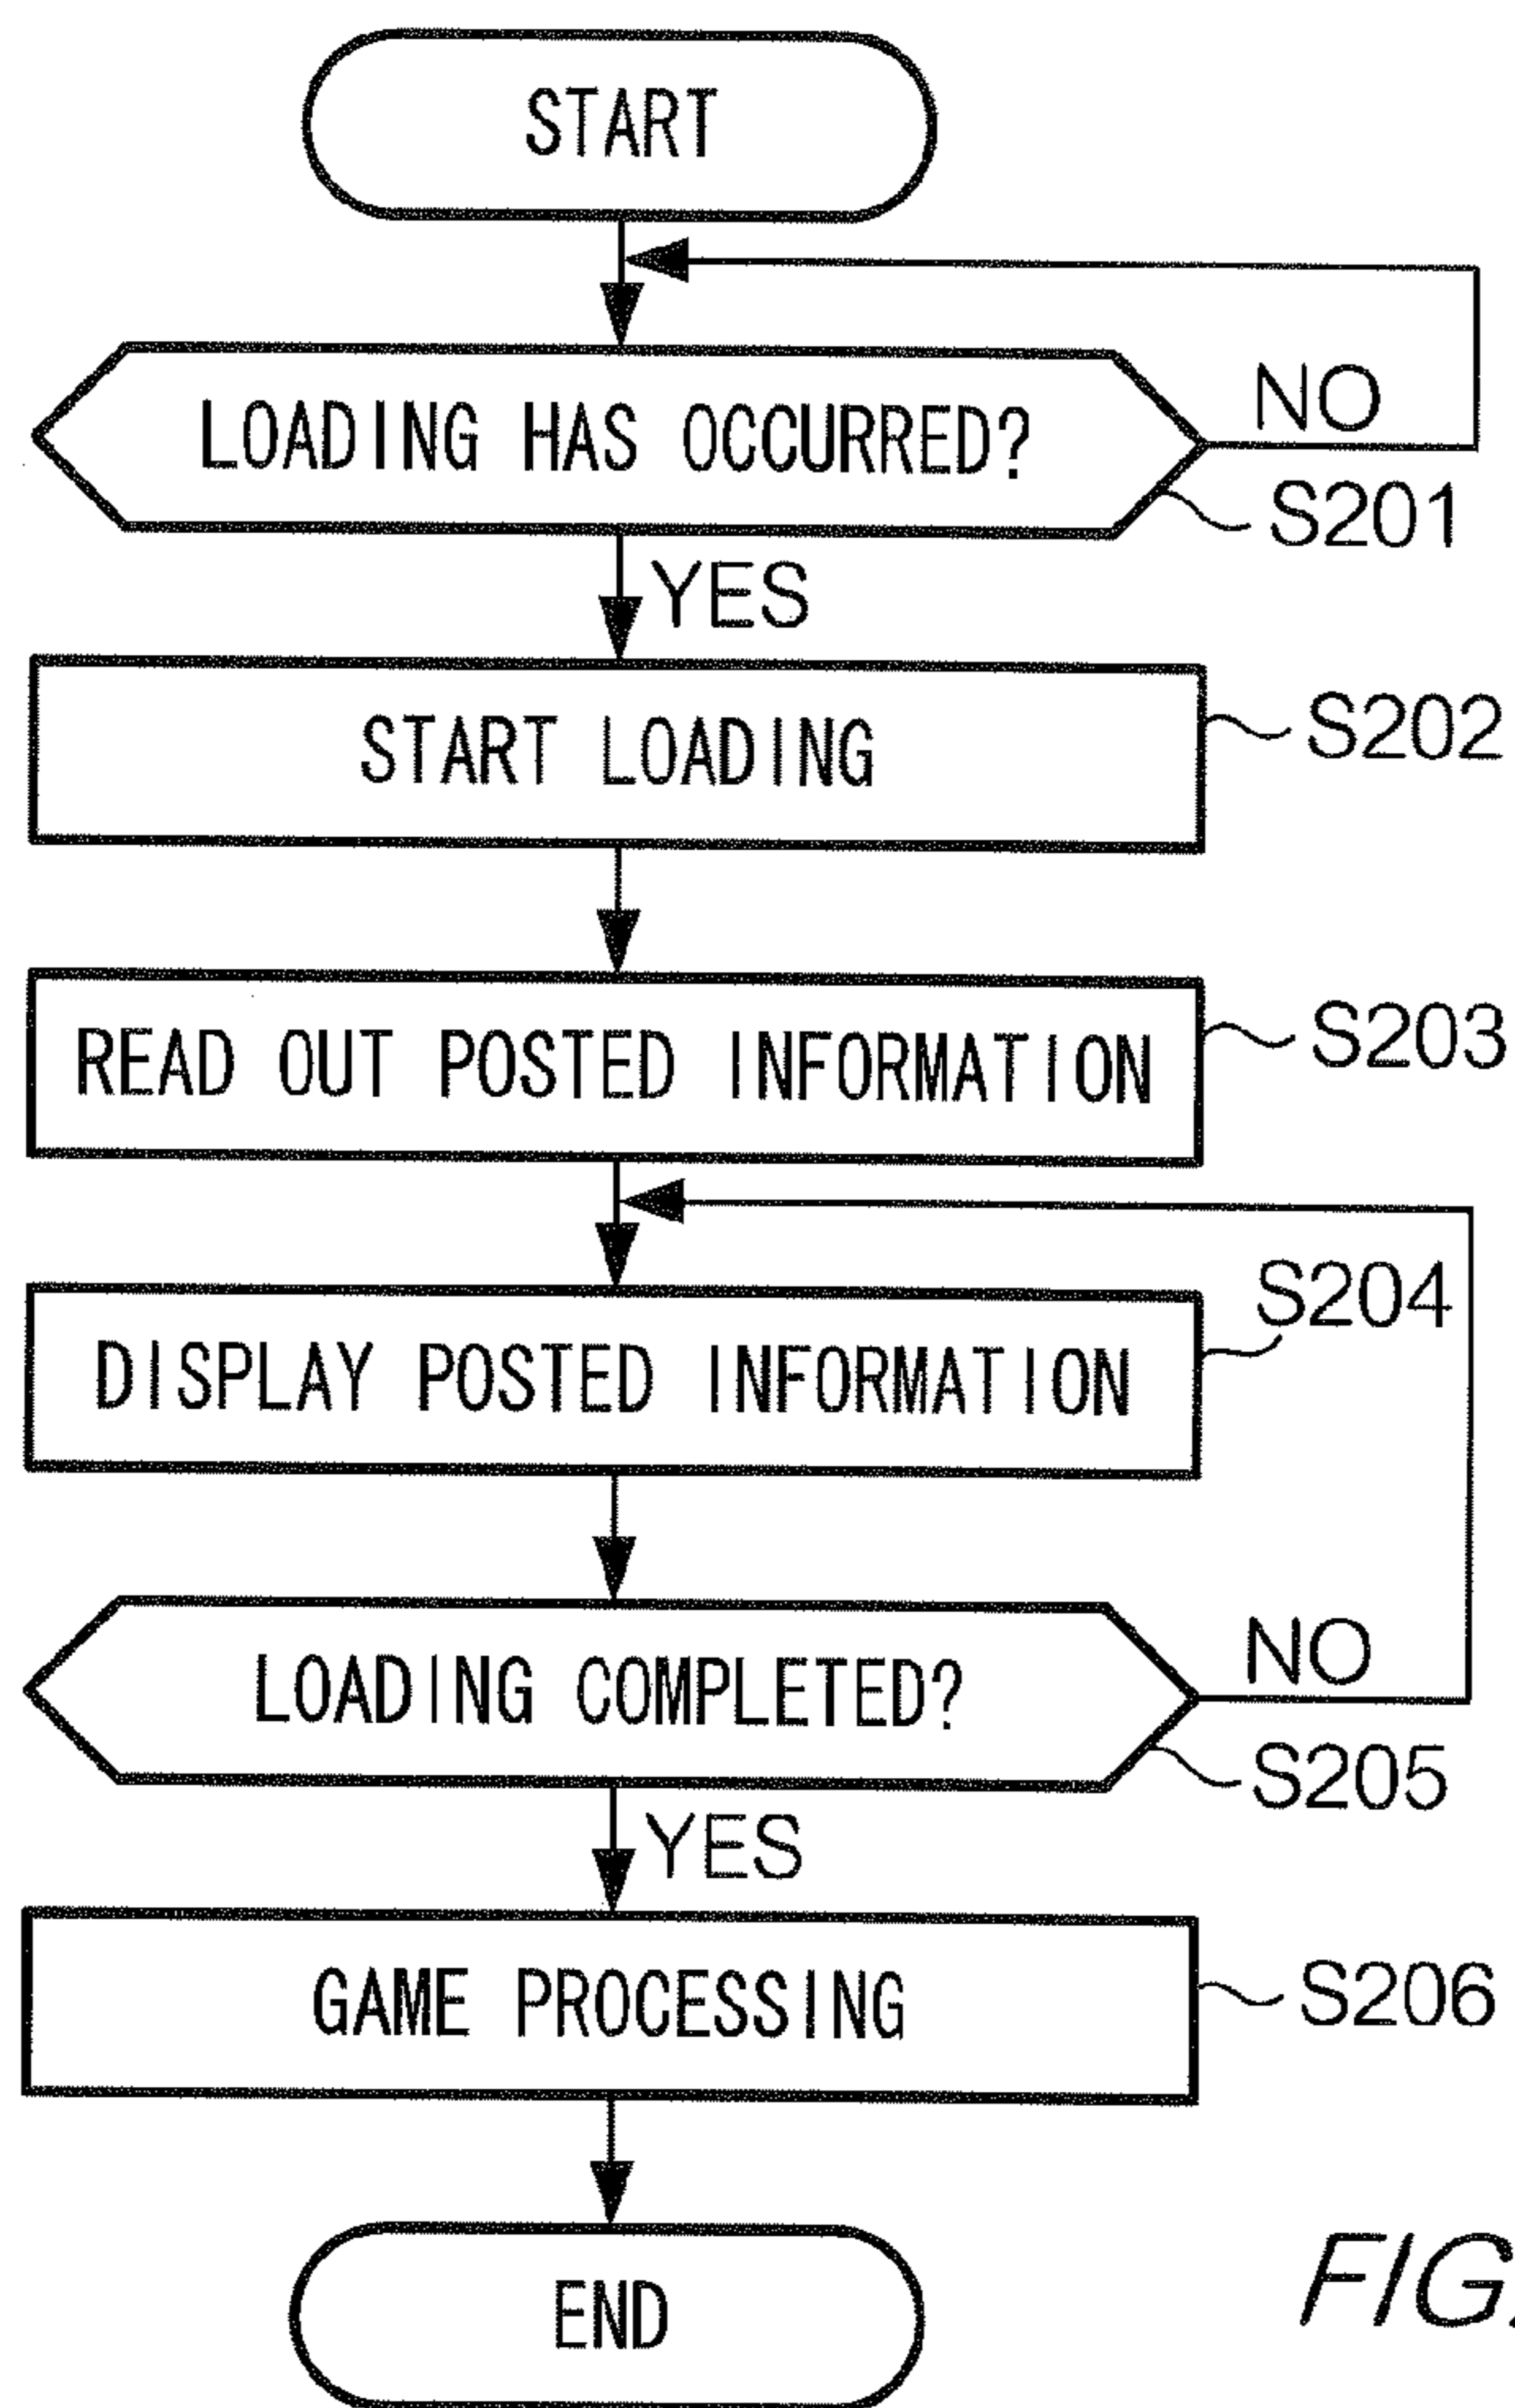 START
LOADING HAS OCCURRED?
NO
S201
YES
START LOADING
S202
READ OUT POSTED INFORMATION
S203
DISPLAY POSTED INFORMATION
S204
LOADING COMPLETED?
NO
S205
YES
GAME PROCESSING
S206
END
FIG.